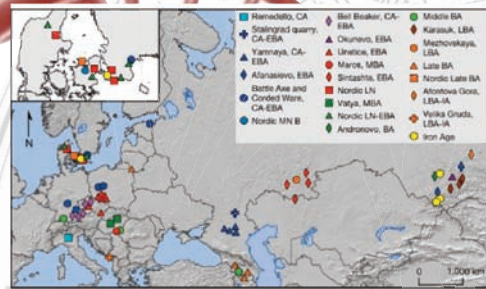 Remedello, CA
Stalingrad quarry,
CA-EBA
Yamnaya, CA-
EBA
Afanasievo, EBA
Battle Axe and
Corded Ware,
CA-EBA
Nordic MN B
Bell Beaker, CA-
EBA
Okunevo, EBA
Unetice, EBA
Maros, MBA
Sintashta, EBA
Nordic LN
Vatya, MBA
Nordic LN-EBA
Andronovo, BA
Middle BA
Karasuk, LBA
Mezhovskaya,
LBA
Late BA
Nordic Late BA
Afontova Gora,
LBA-IA
Velika Gruda,
LBA-IA
Iron Age
N
0
1,000 km